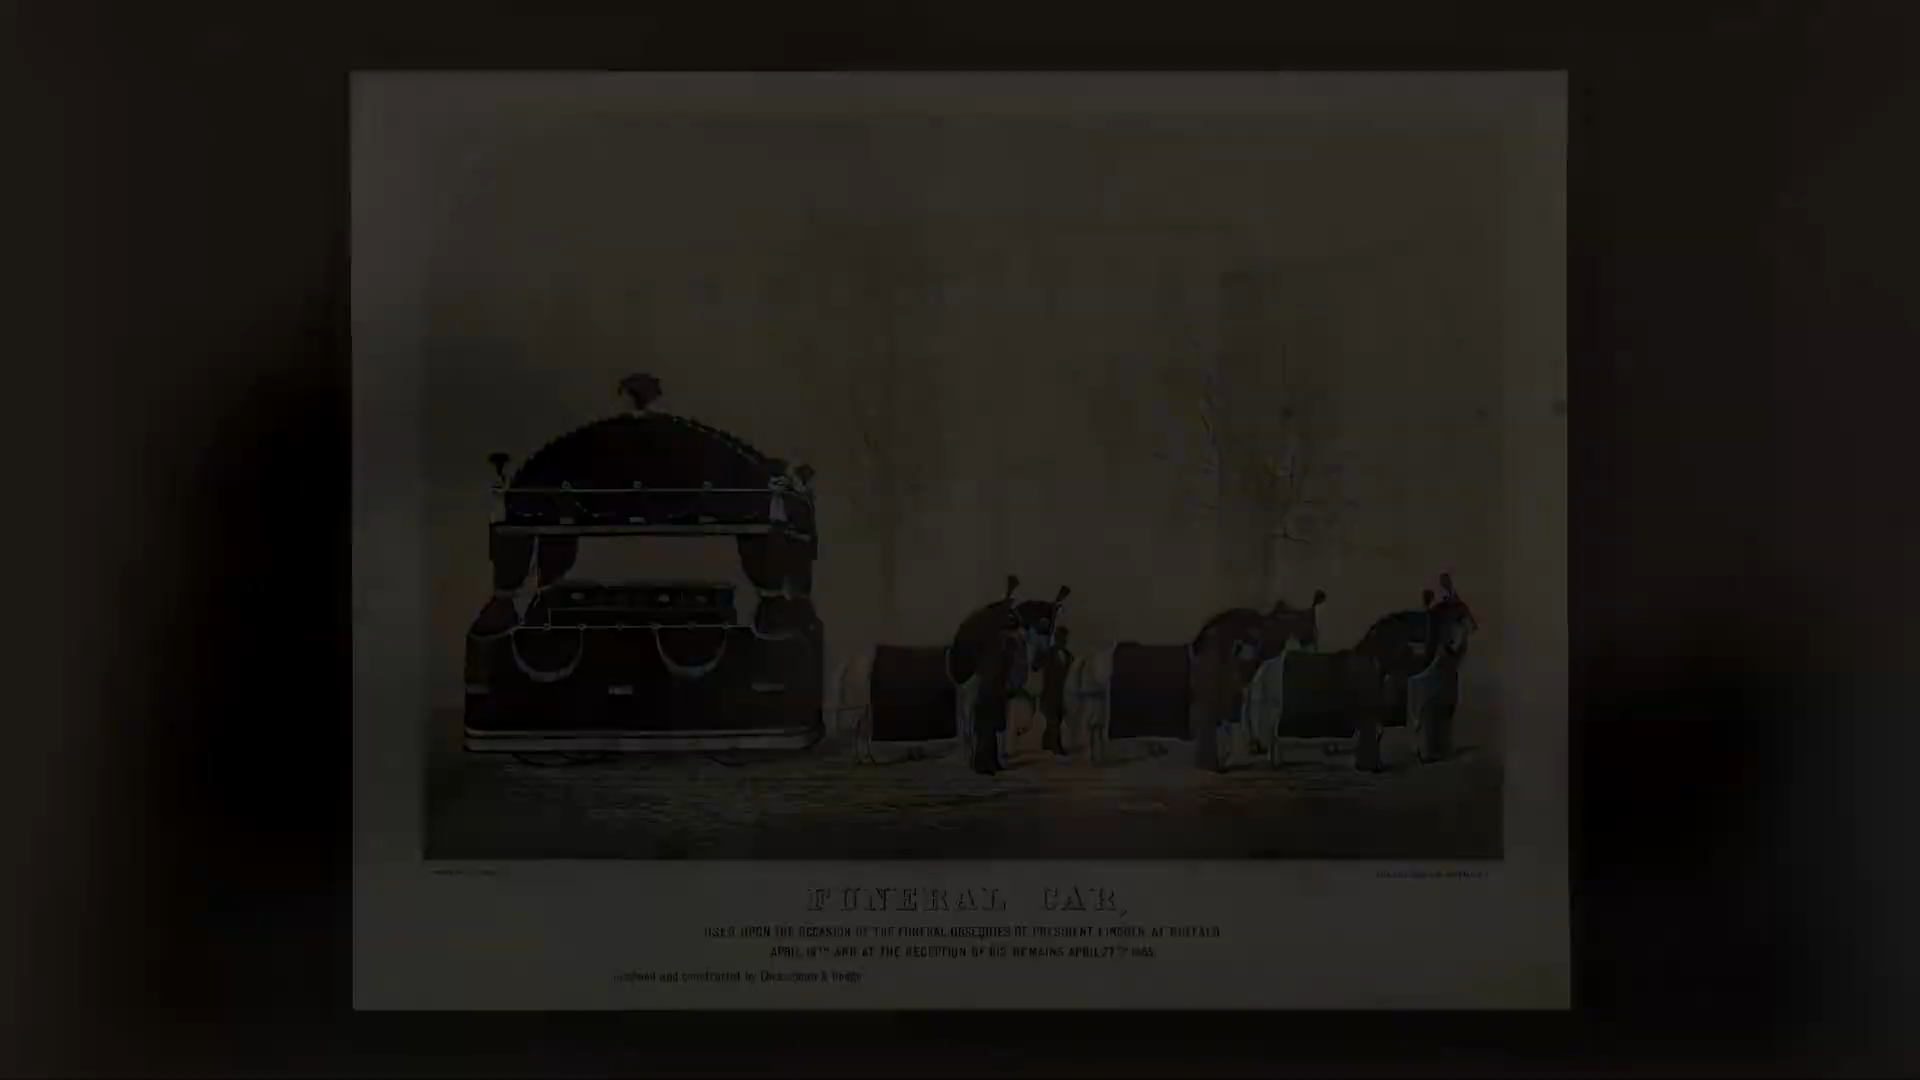 FUNERAL CAR,
USED UPON THE OCCASION OF THE FUNERAL OBSEQUIES OF PRESIDENT LINCOLN AT BUFFALO
APRIL 19TH AND AT THE RECEPTION OF HIS REMAINS APRIL 27TH 1865
Designed and constructed by